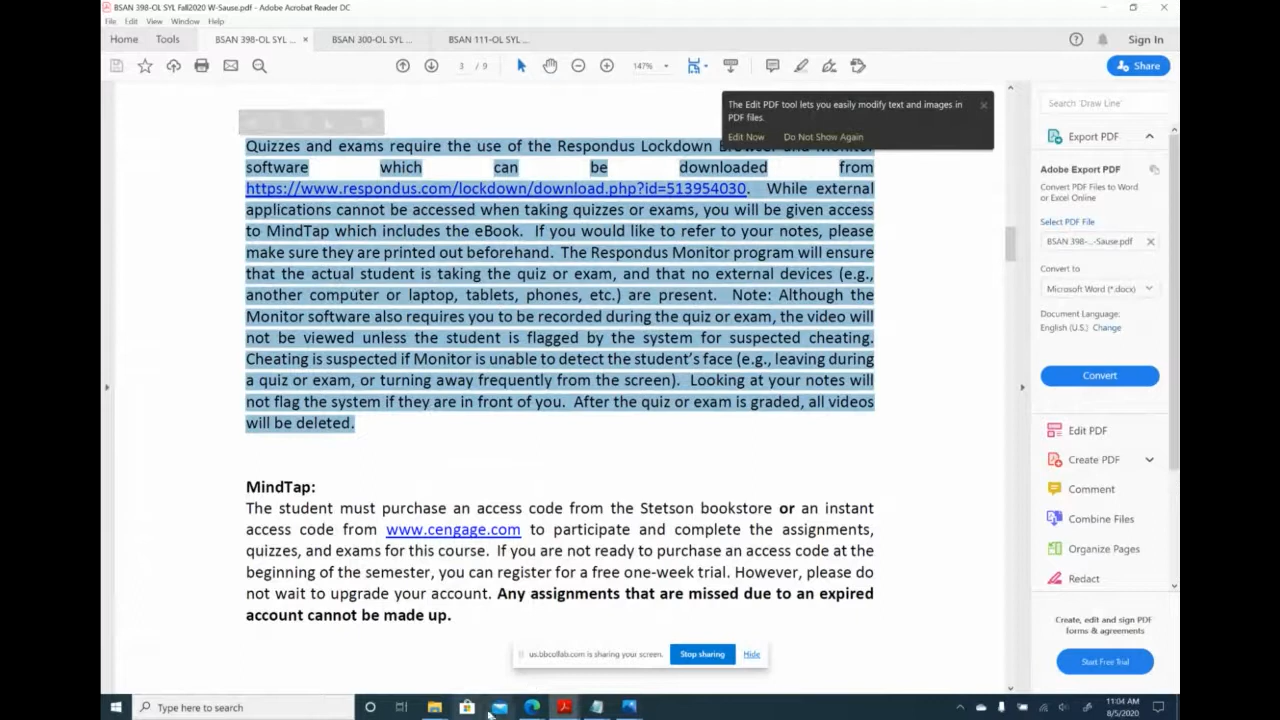 BSAN 398-OL SYL Fall2020 W-Sause.pdf - Adobe Acrobat Reader DC
File Edit View Window Help
Home Tools BSAN 398-OL SYL ... × BSAN 300-OL SYL ... BSAN 111-OL SYL ... Sign In
3 / 9 147% Share
The Edit PDF tool lets you easily modify text and images in
PDF files.
Edit Now Do Not Show Again
Quizzes and exams require the use of the Respondus Lockdown
software which can be downloaded from
https://www.respondus.com/lockdown/download.php?id=513954030. While external
applications cannot be accessed when taking quizzes or exams, you will be given access
to MindTap which includes the eBook. If you would like to refer to your notes, please
make sure they are printed out beforehand. The Respondus Monitor program will ensure
that the actual student is taking the quiz or exam, and that no external devices (e.g.,
another computer or laptop, tablets, phones, etc.) are present. Note: Although the
Monitor software also requires you to be recorded during the quiz or exam, the video will
not be viewed unless the student is flagged by the system for suspected cheating.
Cheating is suspected if Monitor is unable to detect the student's face (e.g., leaving during
a quiz or exam, or turning away frequently from the screen). Looking at your notes will
not flag the system if they are in front of you. After the quiz or exam is graded, all videos
will be deleted.
MindTap:
The student must purchase an access code from the Stetson bookstore or an instant
access code from www.cengage.com to participate and complete the assignments,
quizzes, and exams for this course. If you are not ready to purchase an access code at the
beginning of the semester, you can register for a free one-week trial. However, please do
not wait to upgrade your account. Any assignments that are missed due to an expired
account cannot be made up.
us.bbcollab.com is sharing your screen. Stop sharing Hide
Search 'Draw Line'
Export PDF
Adobe Export PDF
Convert PDF Files to Word
or Excel Online
Select PDF File
BSAN 398-...-Sause.pdf
Convert to
Microsoft Word (*.docx)
Document Language:
English (U.S.) Change
Convert
Edit PDF
Create PDF
Comment
Combine Files
Organize Pages
Redact
Create, edit and sign PDF
forms & agreements
Start Free Trial
Type here to search
11:04 AM
8/5/2020